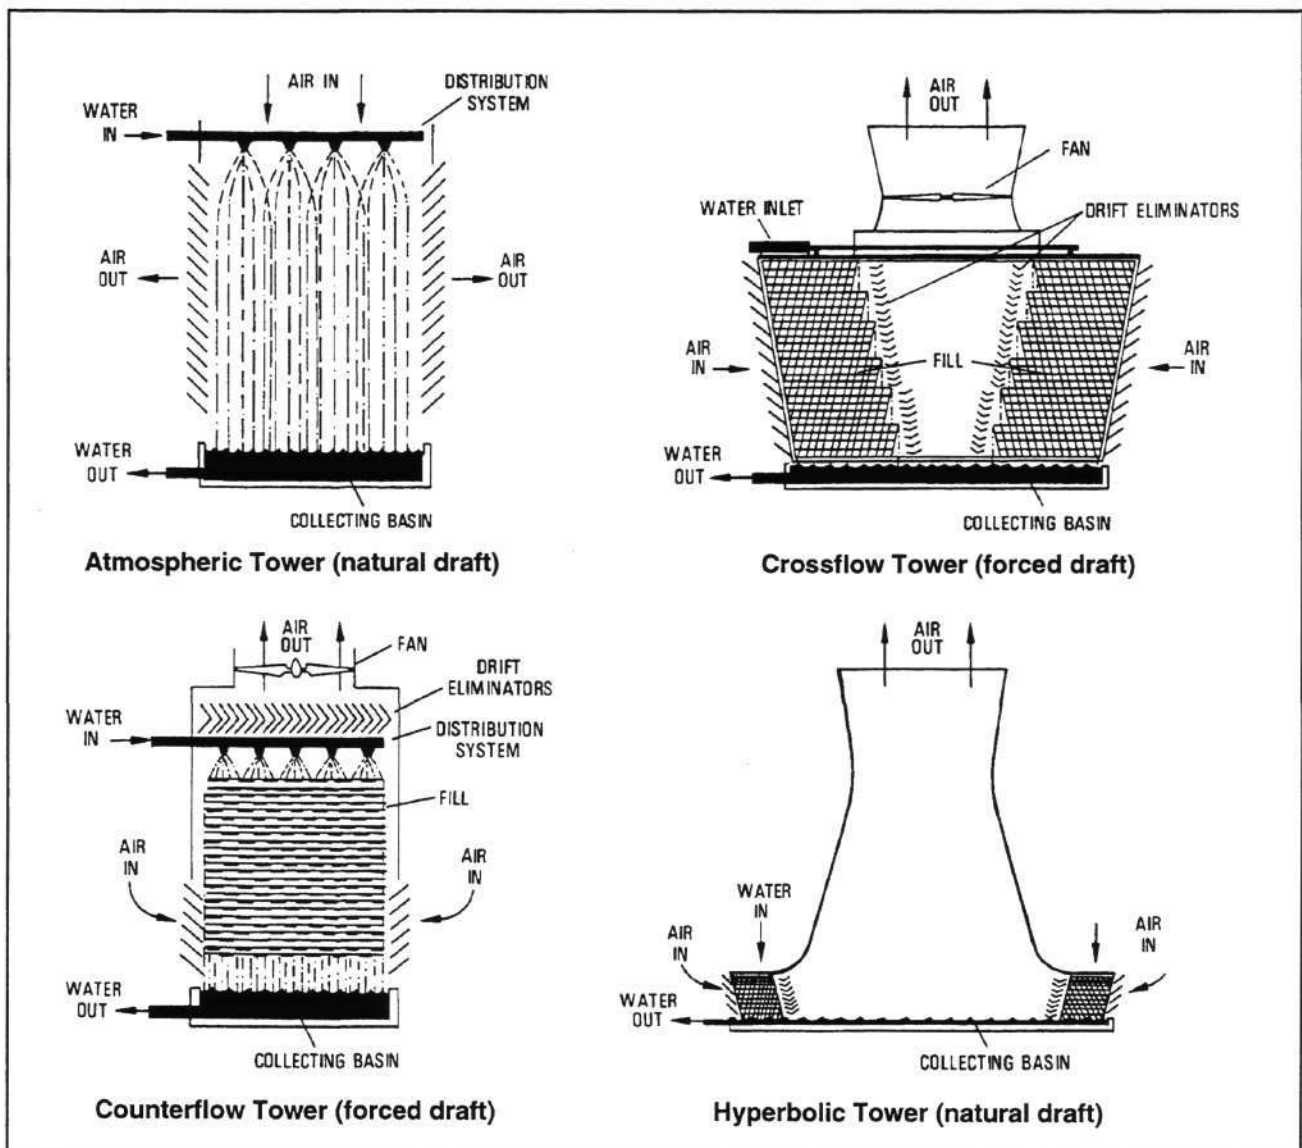 AIR IN
DISTRIBUTION
SYSTEM
WATER
IN
AIR
OUT
AIR
OUT
WATER
OUT
COLLECTING BASIN
Atmospheric Tower (natural draft)
AIR
OUT
FAN
WATER INLET
DRIFT ELIMINATORS
AIR
IN
FILL
AIR
IN
WATER
OUT
COLLECTING BASIN
Crossflow Tower (forced draft)
AIR
OUT
FAN
DRIFT
ELIMINATORS
WATER
IN
DISTRIBUTION
SYSTEM
FILL
AIR
IN
AIR
IN
WATER
OUT
COLLECTING BASIN
Counterflow Tower (forced draft)
AIR
OUT
WATER
IN
AIR
IN
AIR
IN
WATER
OUT
COLLECTING BASIN
Hyperbolic Tower (natural draft)